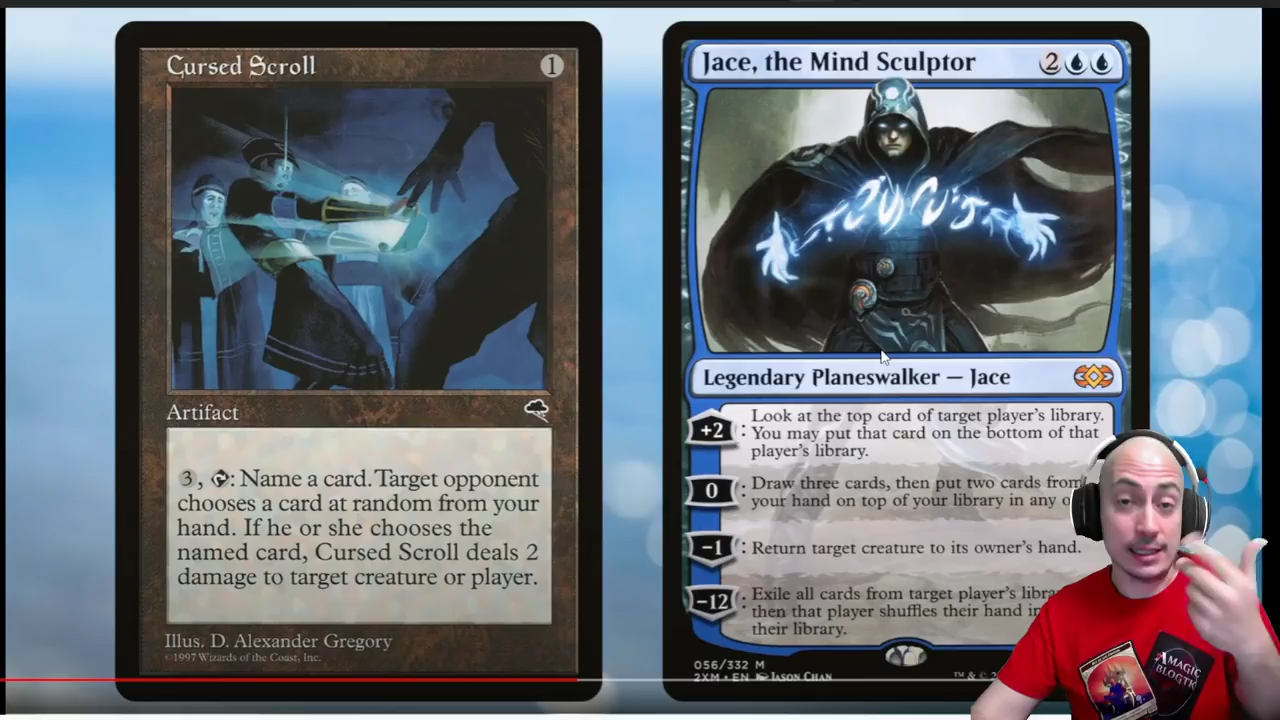 Cursed Scroll 1
Artifact
3, : Name a card. Target opponent
chooses a card at random from your
hand. If he or she chooses the
named card, Cursed Scroll deals 2
damage to target creature or player.
Illus. D. Alexander Gregory
©1997 Wizards of the Coast, Inc.
Jace, the Mind Sculptor 2
Legendary Planeswalker — Jace
+2 : Look at the top card of target player's library.
You may put that card on the bottom of that
player's library.
0 : Draw three cards, then put two cards from
your hand on top of your library in any
-1 : Return target creature to its owner's hand.
-12 : Exile all cards from target player's
then that player shuffles their hand
their library.
056/332 M
2XM • EN JASON CHAN
™ & ©
AMAGIC
BLOGTK